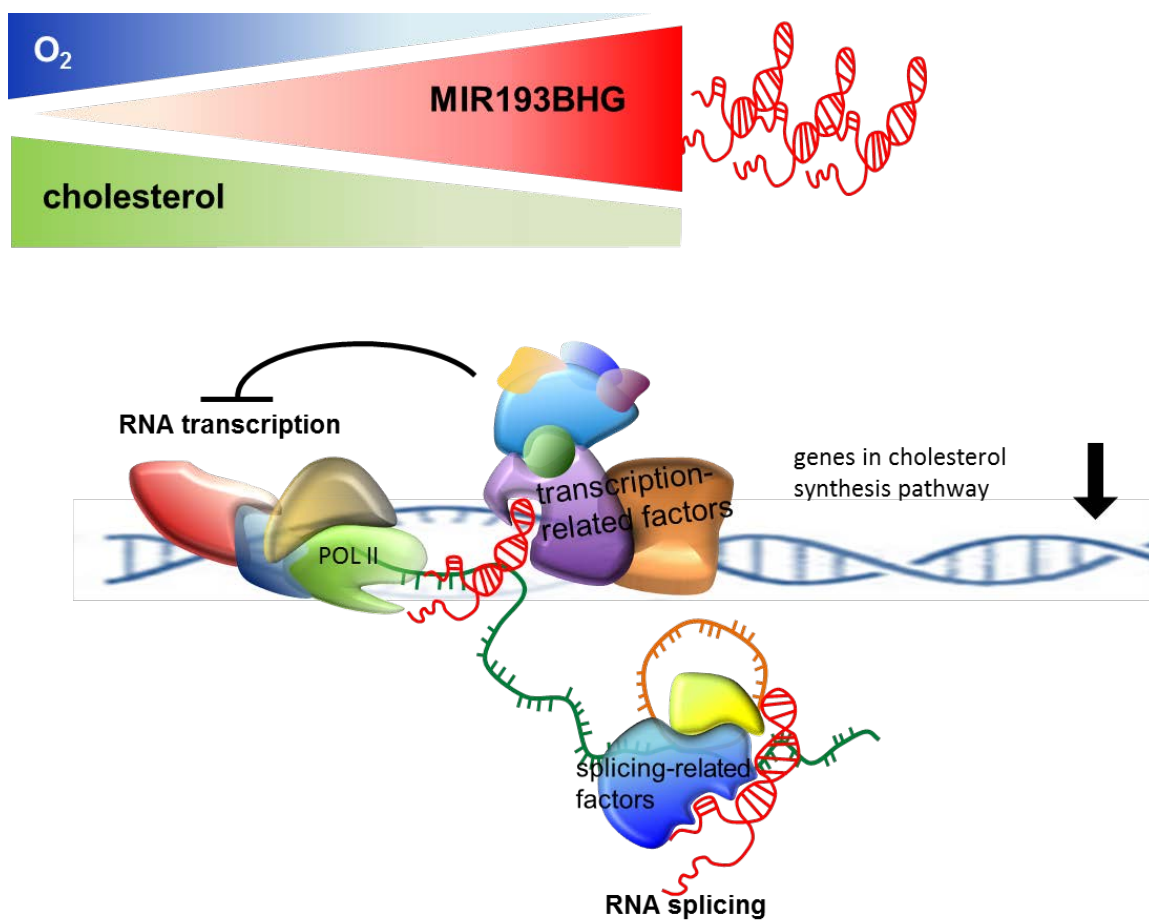 O₂
MIR193BHG
cholesterol
RNA transcription
genes in cholesterol
synthesis pathway
transcription-
related factors
POL II
splicing-related
factors
RNA splicing